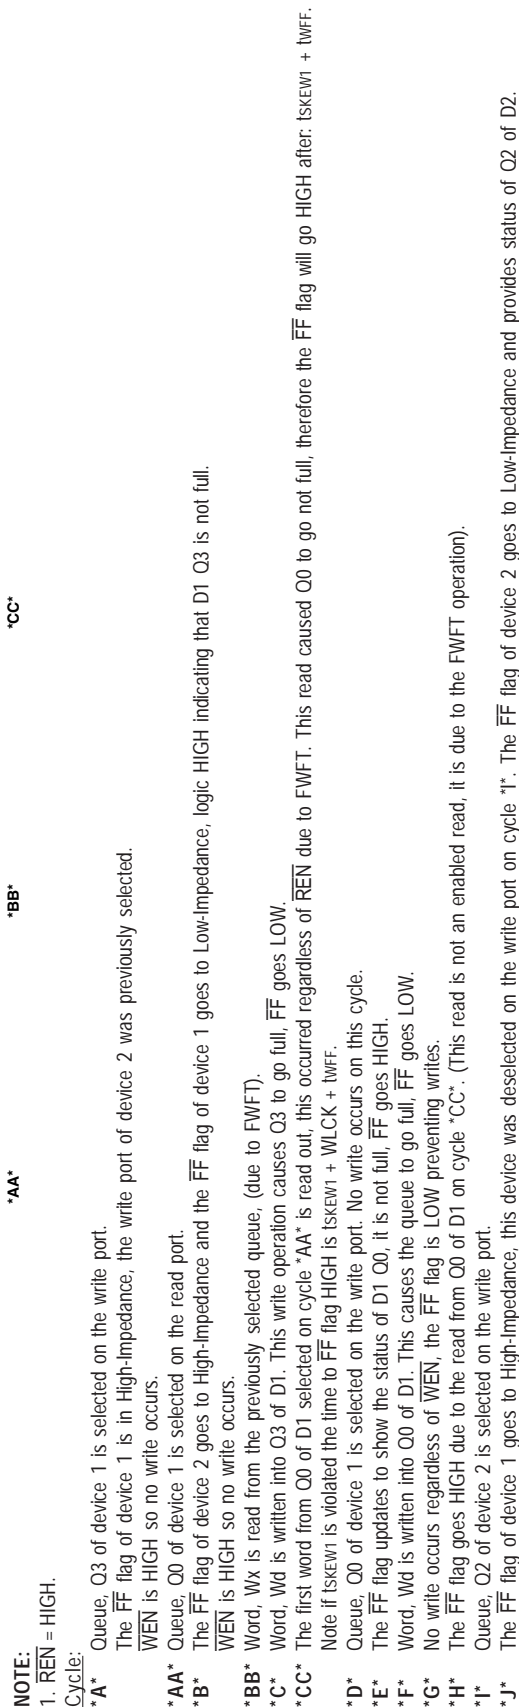 *AA* *BB* *CC*
NOTE:
1. REN = HIGH.
Cycle:
*A* Queue, Q3 of device 1 is selected on the write port.
The FF flag of device 1 is in High-Impedance, the write port of device 2 was previously selected.
WEN is HIGH so no write occurs.
*AA* Queue, Q0 of device 1 is selected on the read port.
*B* The FF flag of device 2 goes to High-Impedance and the FF flag of device 1 goes to Low-Impedance, logic HIGH indicating that D1 Q3 is not full.
WEN is HIGH so no write occurs.
*BB* Word, Wx is read from the previously selected queue, (due to FWFT).
*C* Word, Wd is written into Q3 of D1. This write operation causes Q3 to go full, FF goes LOW.
*CC* The first word from Q0 of D1 selected on cycle *AA* is read out, this occurred regardless of REN due to FWFT. This read caused Q0 to go not full, therefore the FF flag will go HIGH after: tSKEW1 + tWFF.
Note if tSKEW1 is violated the time to FF flag HIGH is tSKEW1 + WLCK + tWFF.
*D* Queue, Q0 of device 1 is selected on the write port. No write occurs on this cycle.
*E* The FF flag updates to show the status of D1 Q0, it is not full, FF goes HIGH.
*F* Word, Wd is written into Q0 of D1. This causes the queue to go full, FF goes LOW.
*G* No write occurs regardless of WEN, the FF flag is LOW preventing writes.
*H* The FF flag goes HIGH due to the read from Q0 of D1 on cycle *CC*. (This read is not an enabled read, it is due to the FWFT operation).
*I* Queue, Q2 of device 2 is selected on the write port.
*J* The FF flag of device 1 goes to High-Impedance, this device was deselected on the write port on cycle *I*. The FF flag of device 2 goes to Low-Impedance and provides status of Q2 of D2.